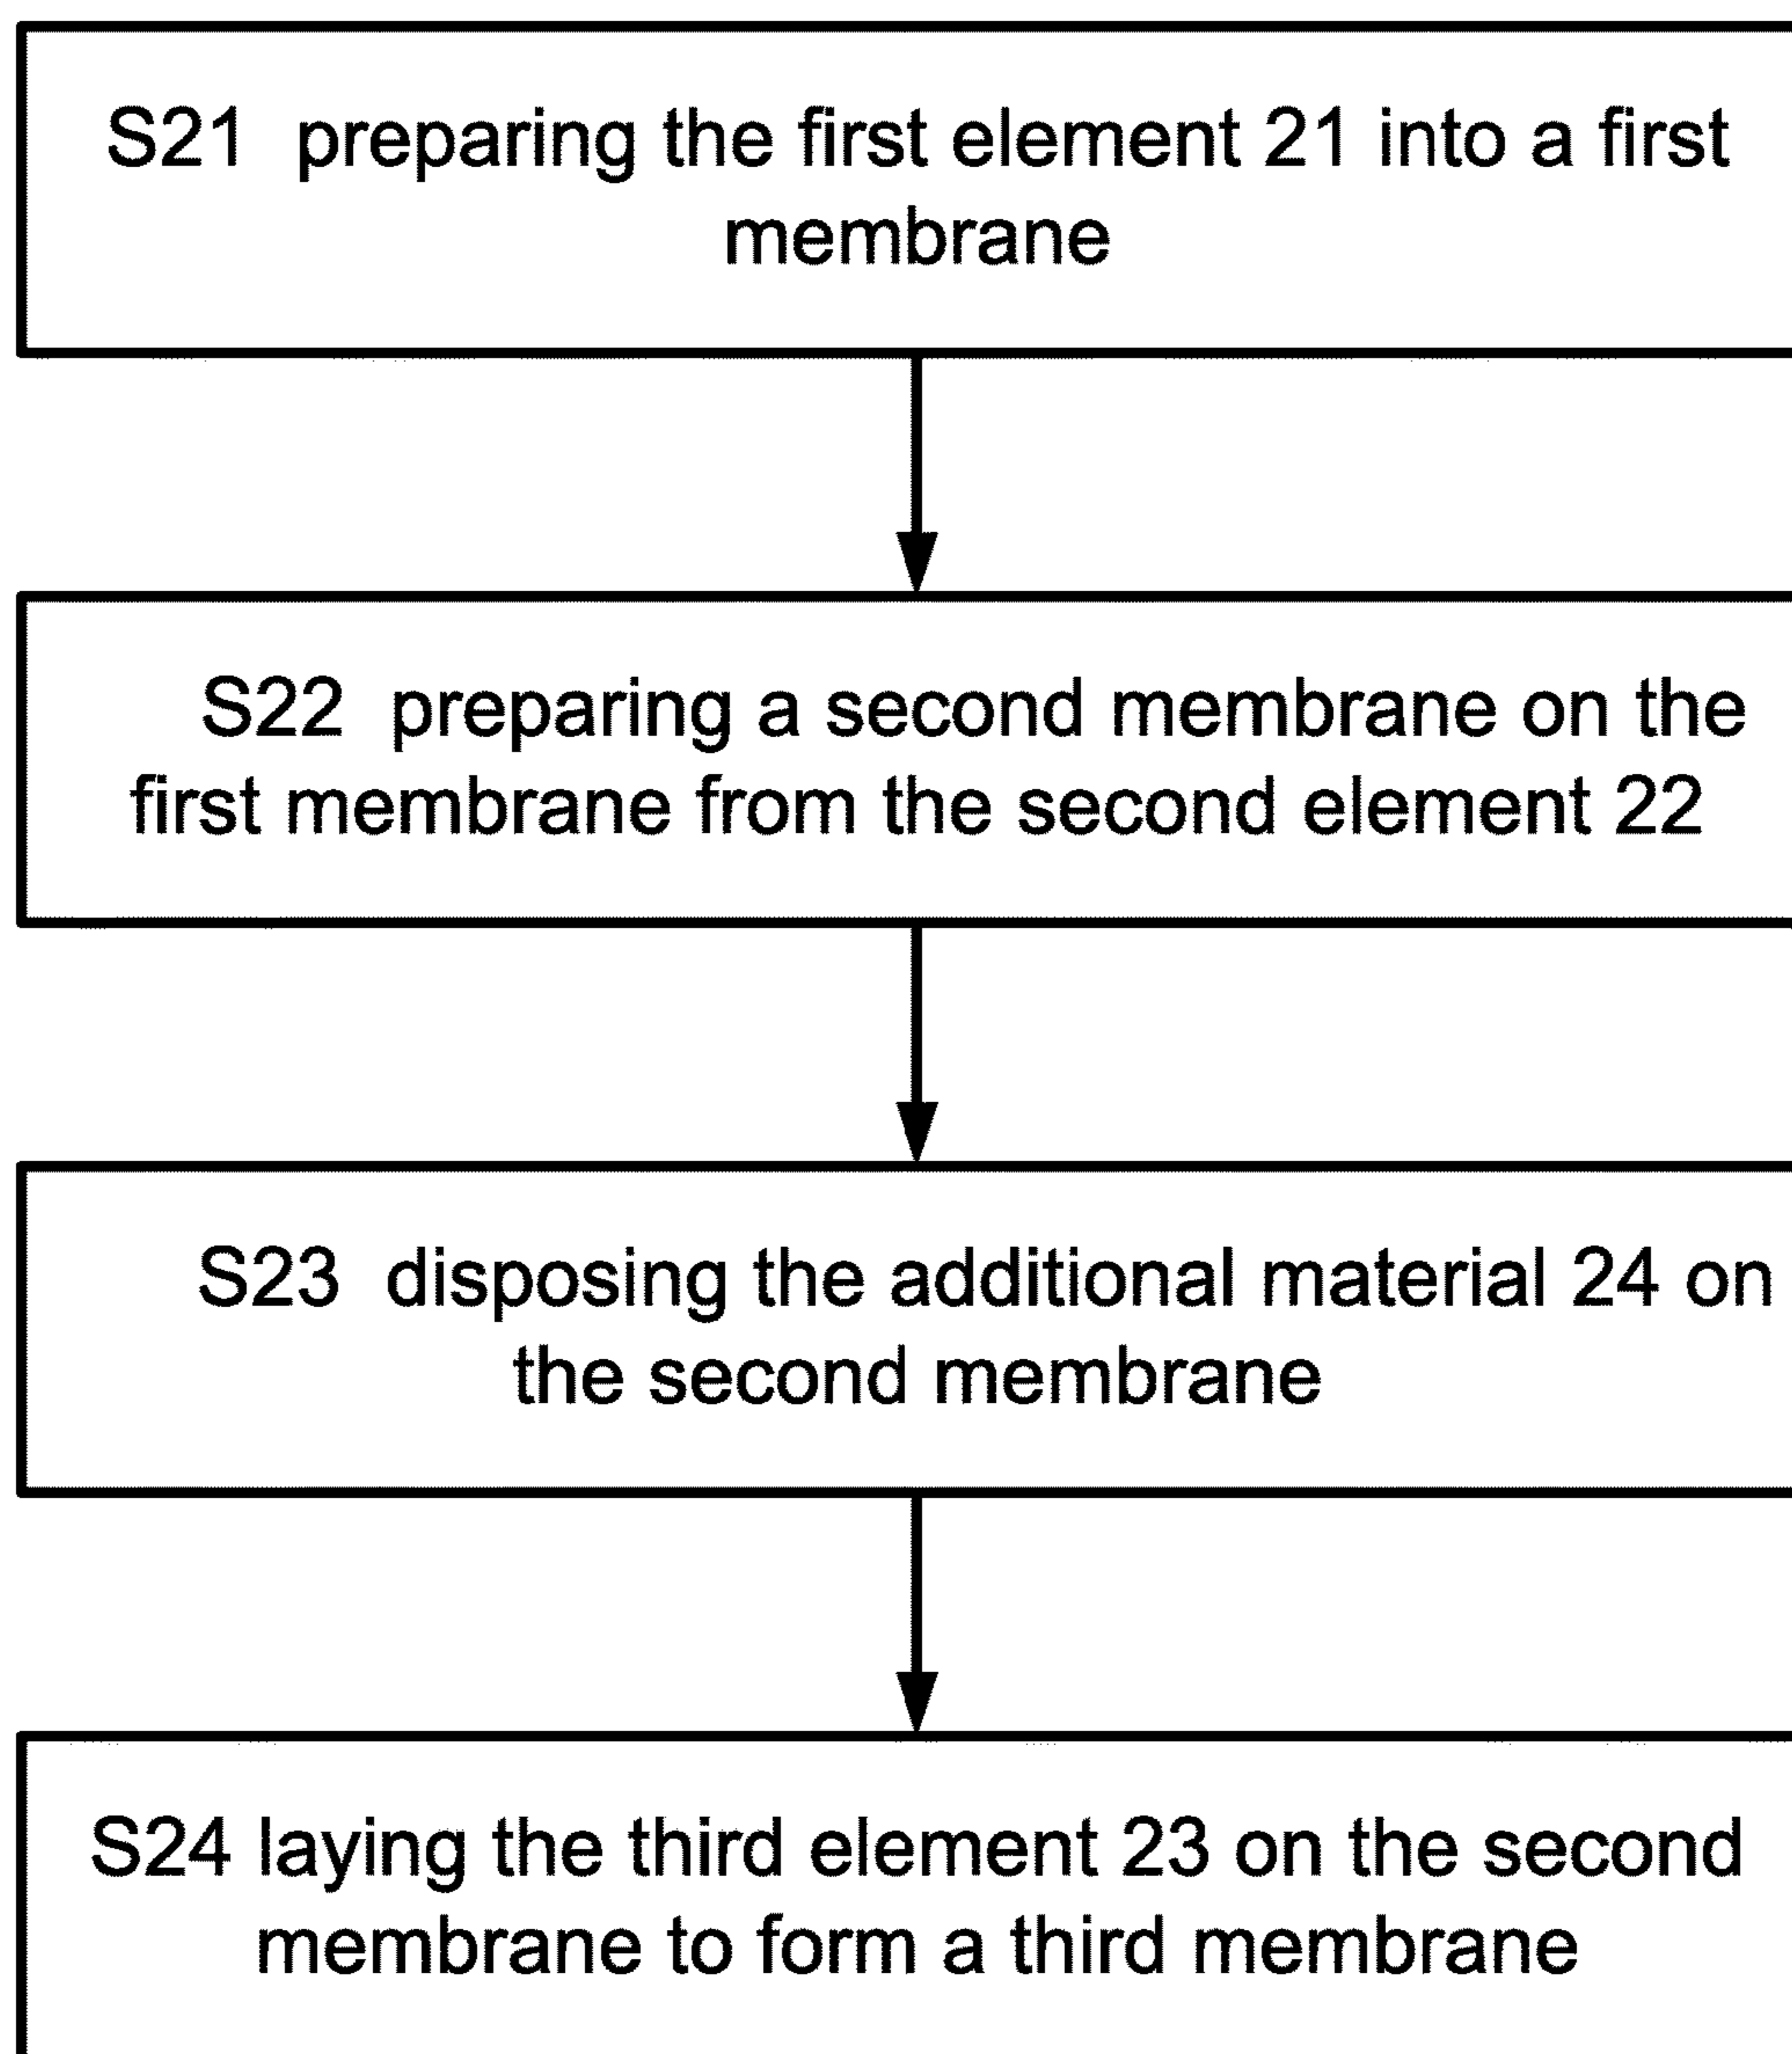 S21 preparing the first element 21 into a first
membrane
S22 preparing a second membrane on the
first membrane from the second element 22
S23 disposing the additional material 24 on
the second membrane
S24 laying the third element 23 on the second
membrane to form a third membrane